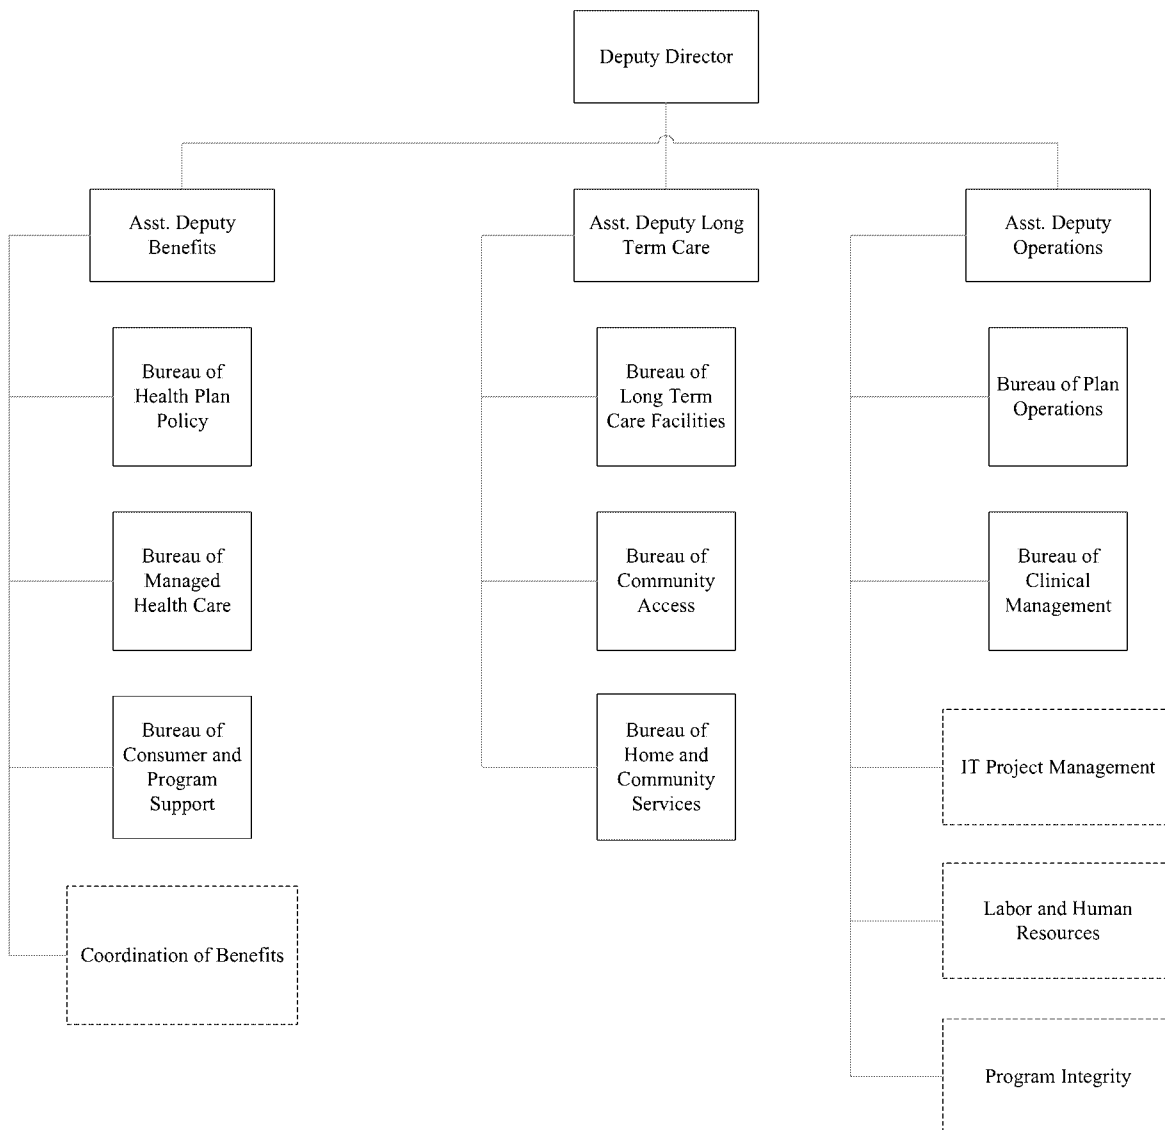 Deputy Director
Asst. Deputy
Benefits
Asst. Deputy Long
Term Care
Asst. Deputy
Operations
Bureau of
Health Plan
Policy
Bureau of
Long Term
Care Facilities
Bureau of Plan
Operations
Bureau of
Managed
Health Care
Bureau of
Community
Access
Bureau of
Clinical
Management
Bureau of
Consumer and
Program
Support
Bureau of
Home and
Community
Services
IT Project Management
Coordination of Benefits
Labor and Human
Resources
Program Integrity